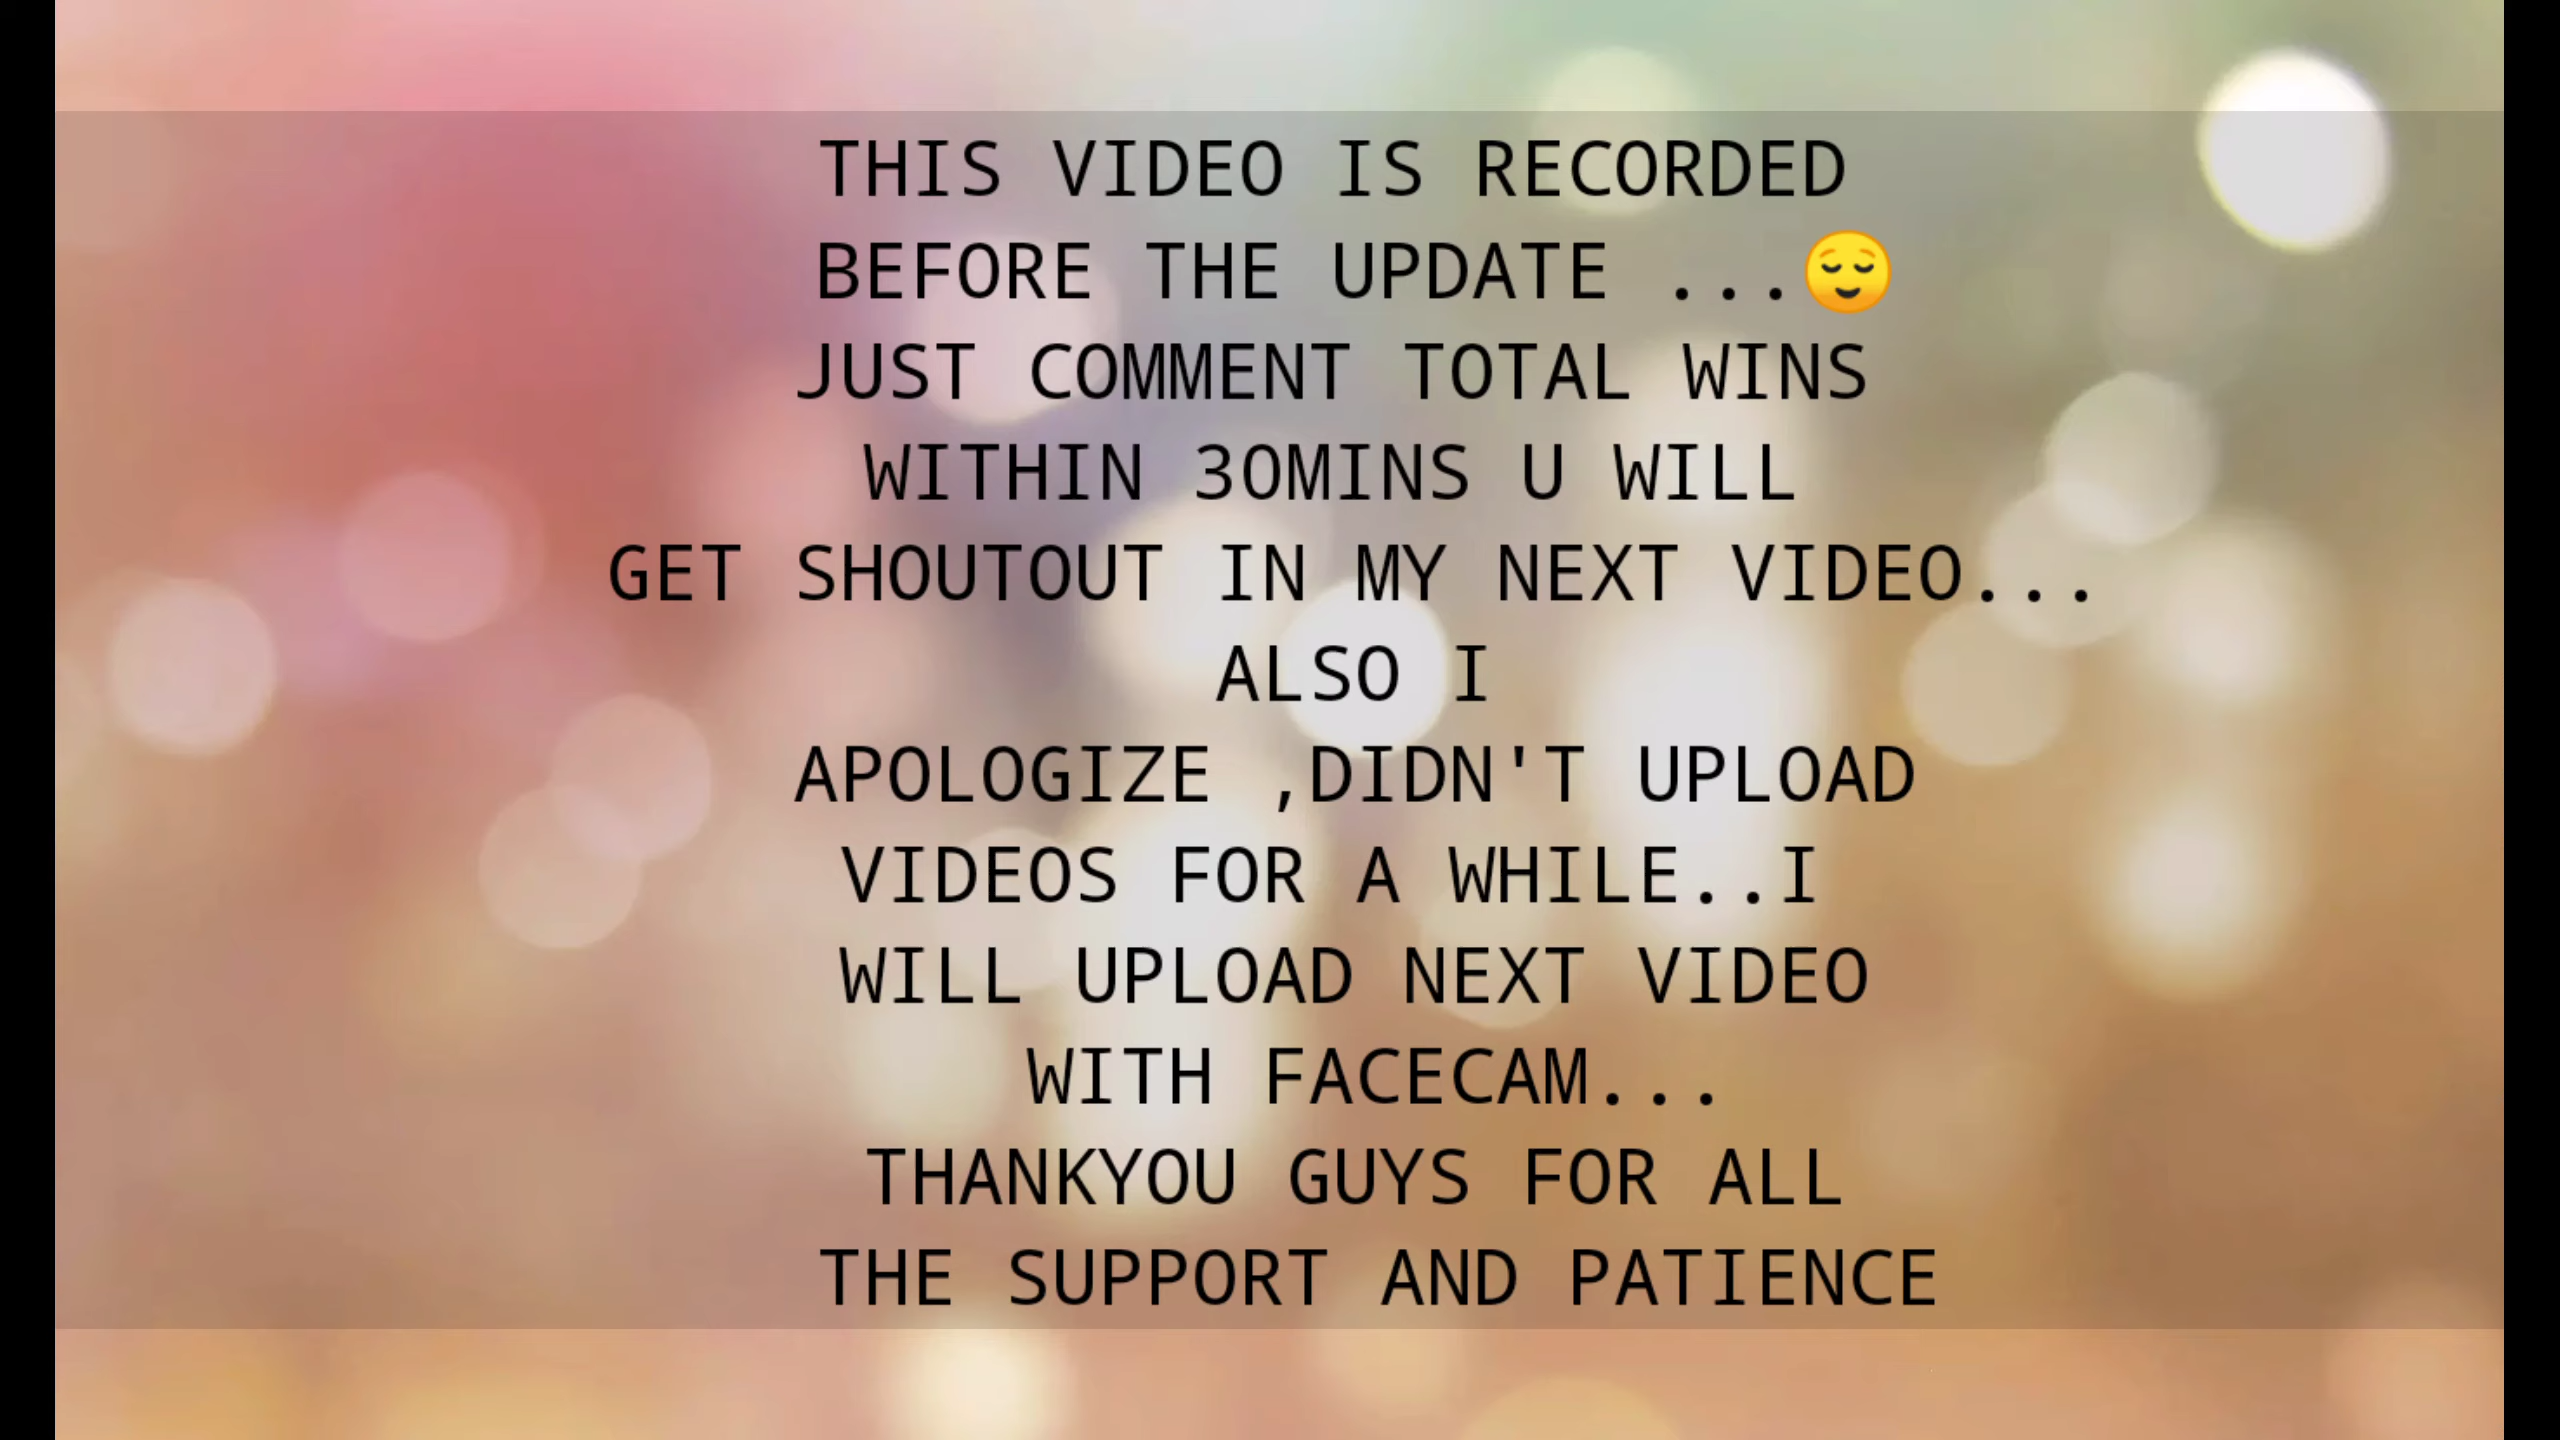 THIS VIDEO IS RECORDED
BEFORE THE UPDATE ...😌
JUST COMMENT TOTAL WINS
WITHIN 30MINS U WILL
GET SHOUTOUT IN MY NEXT VIDEO...
ALSO I
APOLOGIZE ,DIDN'T UPLOAD
VIDEOS FOR A WHILE..I
WILL UPLOAD NEXT VIDEO
WITH FACECAM...
THANKYOU GUYS FOR ALL
THE SUPPORT AND PATIENCE